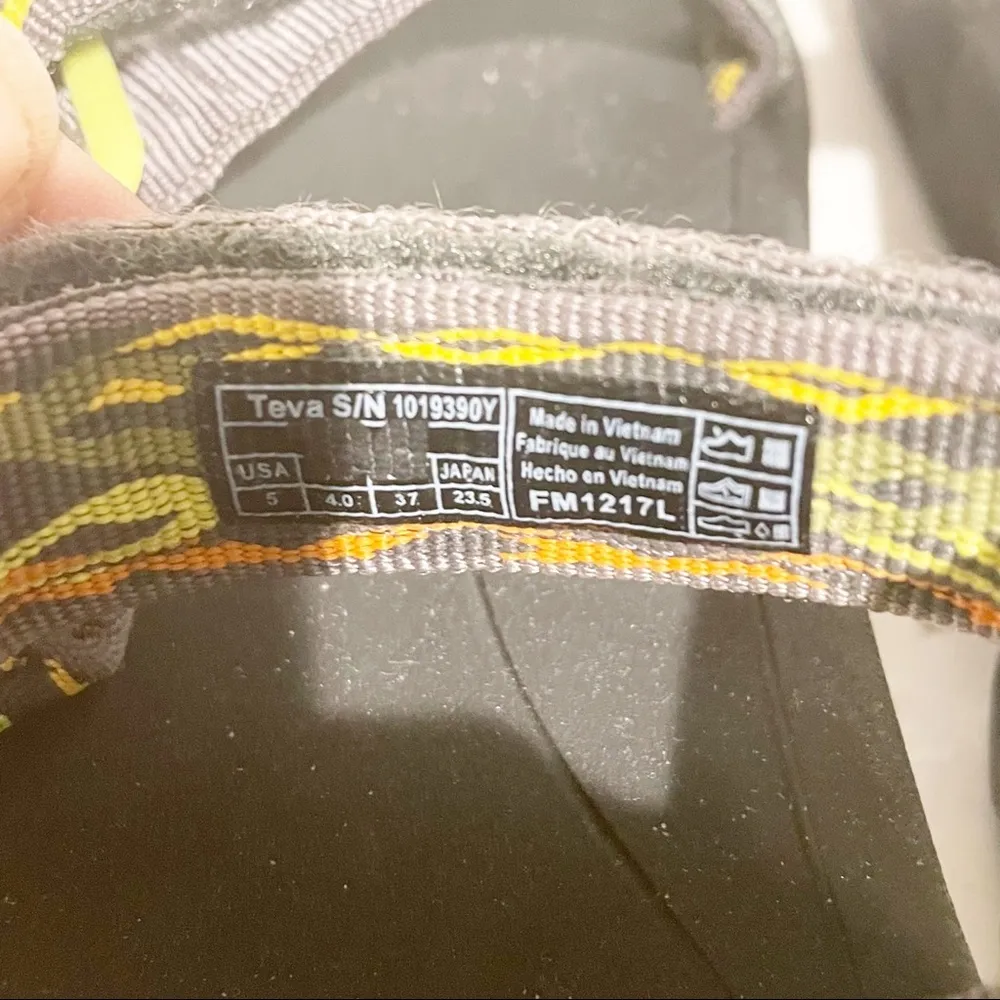 Teva S/N 1019390Y
USA JAPAN
5 4.0 37 23.5
Made in Vietnam
Fabrique au Vietnam
Hecho en Vietnam
FM1217L